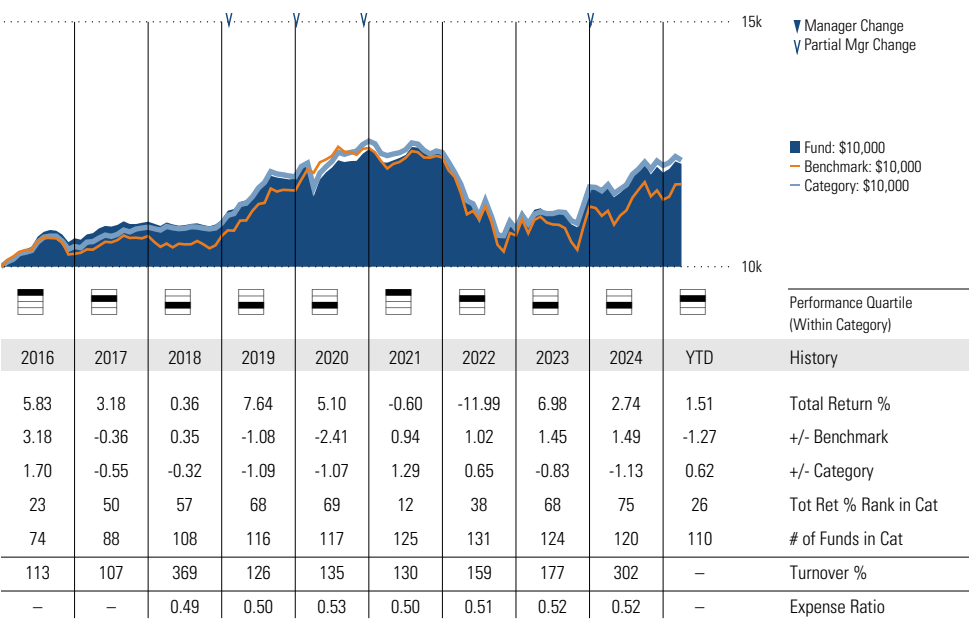 15k
Manager Change
Partial Mgr Change
Fund: $10,000
Benchmark: $10,000
Category: $10,000
10k
Performance Quartile
(Within Category)
2016 2017 2018 2019 2020 2021 2022 2023 2024 YTD History
5.83 3.18 0.36 7.64 5.10 -0.60 -11.99 6.98 2.74 1.51 Total Return %
3.18 -0.36 0.35 -1.08 -2.41 0.94 1.02 1.45 1.49 -1.27 +/- Benchmark
1.70 -0.55 -0.32 -1.09 -1.07 1.29 0.65 -0.83 -1.13 0.62 +/- Category
23 50 57 68 69 12 38 68 75 26 Tot Ret % Rank in Cat
74 88 108 116 117 125 131 124 120 110 # of Funds in Cat
113 107 369 126 135 130 159 177 302 – Turnover %
– – 0.49 0.50 0.53 0.50 0.51 0.52 0.52 – Expense Ratio